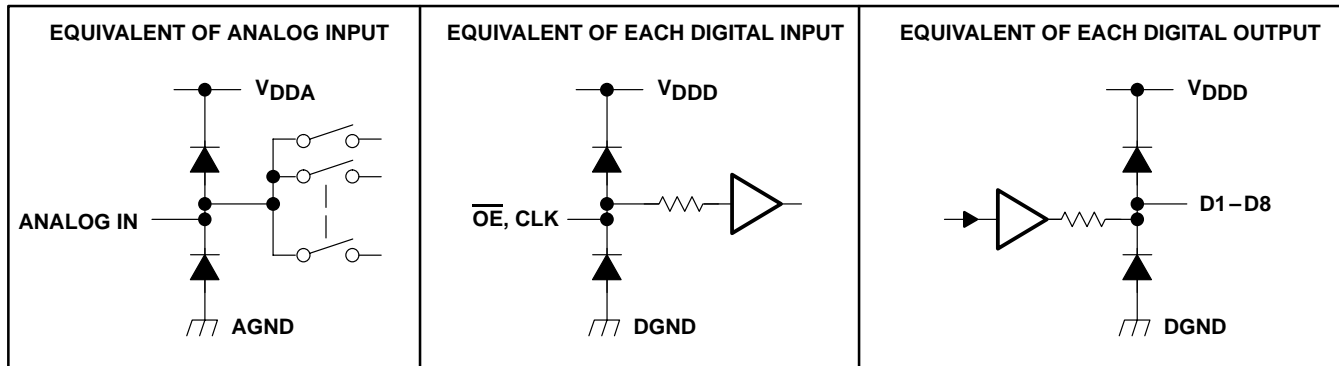 EQUIVALENT OF ANALOG INPUT
VDDA
ANALOG IN
AGND
EQUIVALENT OF EACH DIGITAL INPUT
VDDD
O̅E̅, CLK
DGND
EQUIVALENT OF EACH DIGITAL OUTPUT
VDDD
D1–D8
DGND